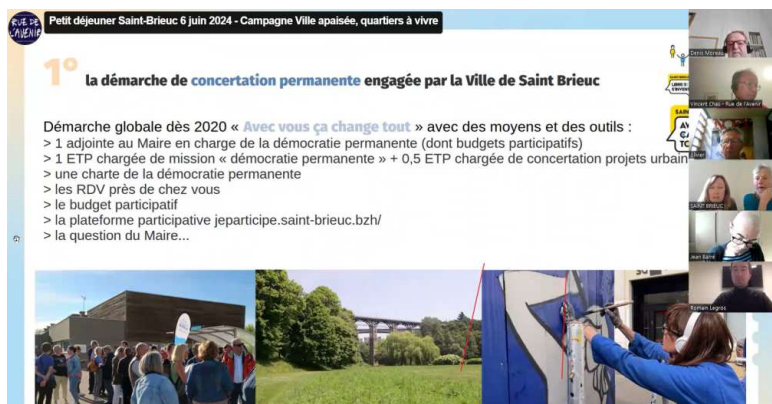 RUE DE
L'AVENIR
Petit déjeuner Saint-Brieuc 6 juin 2024 - Campagne Ville apaisée, quartiers à vivre
1°
la démarche de concertation permanente engagée par la Ville de Saint Brieuc
Démarche globale dès 2020 « Avec vous ça change tout » avec des moyens et des outils :
> 1 adjointe au Maire en charge de la démocratie permanente (dont budgets participatifs)
> 1 ETP chargée de mission « démocratie permanente » + 0,5 ETP chargée de concertation projets urbain
> une charte de la démocratie permanente
> les RDV près de chez vous
> le budget participatif
> la plateforme participative jeparticipe.saint-brieuc.bzh/
> la question du Maire...
Denis Moreau
Vincent Chas - Rue de l'Avenir
Olivier
SAINT BRIEUC
Jean Barré
Romain Legros